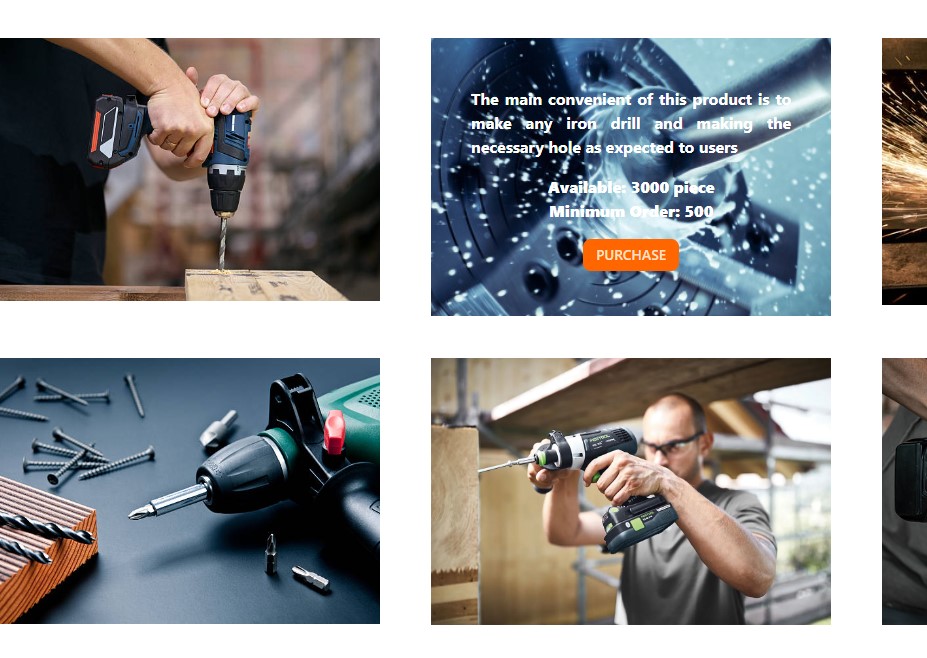 The main convenient of this product is to
make any iron drill and making the
necessary hole as expected to users
Available: 3000 piece
Minimum Order: 500
PURCHASE
FESTOOL